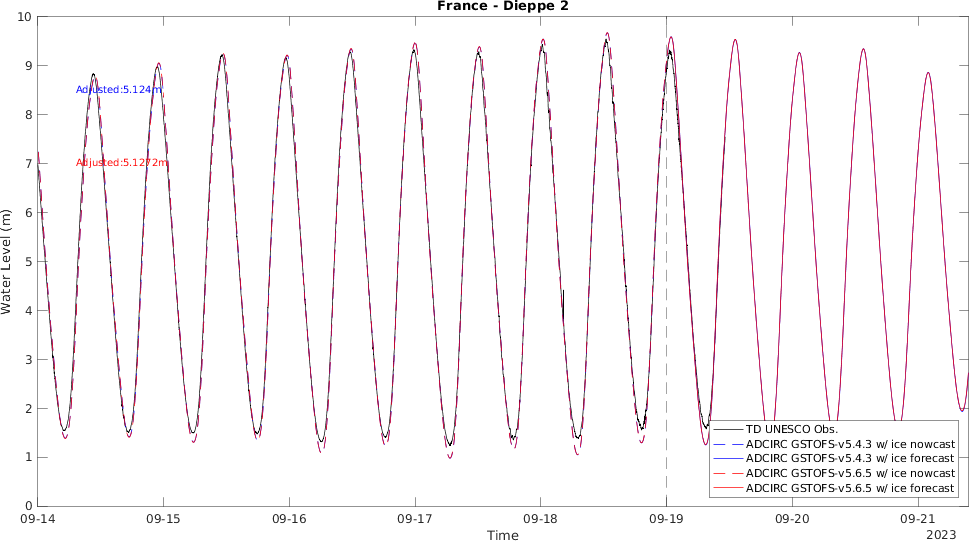 France - Dieppe 2
10
9
8
7
6
5
4
3
2
1
0
Water Level (m)
Adjusted:5.124m
Adjusted:5.1272m
TD UNESCO Obs.
ADCIRC GSTOFS-v5.4.3 w/ ice nowcast
ADCIRC GSTOFS-v5.4.3 w/ ice forecast
ADCIRC GSTOFS-v5.6.5 w/ ice nowcast
ADCIRC GSTOFS-v5.6.5 w/ ice forecast
09-14 09-15 09-16 09-17 09-18 09-19 09-20 09-21
Time
2023